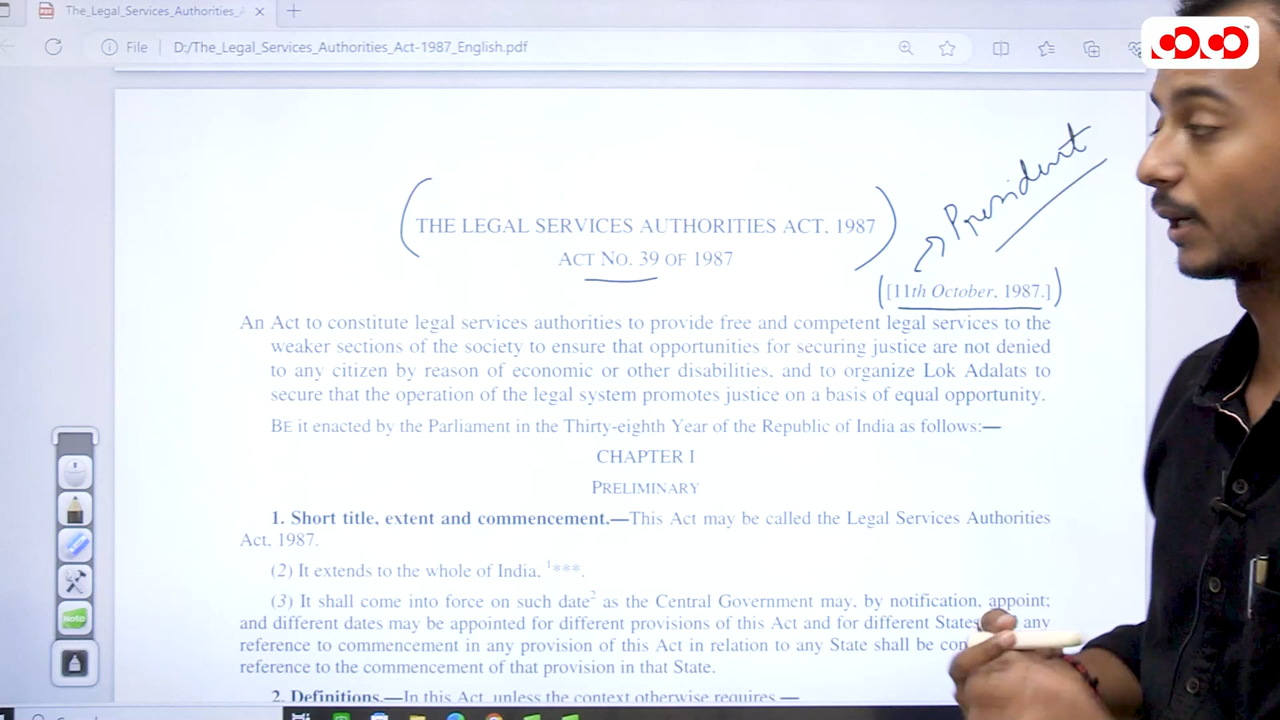 The_Legal_Services_Authorities_A
File
D:/The_Legal_Services_Authorities_Act-1987_English.pdf
President
THE LEGAL SERVICES AUTHORITIES ACT, 1987
ACT NO. 39 OF 1987
[11th October, 1987.]
An Act to constitute legal services authorities to provide free and competent legal services to the
weaker sections of the society to ensure that opportunities for securing justice are not denied
to any citizen by reason of economic or other disabilities, and to organize Lok Adalats to
secure that the operation of the legal system promotes justice on a basis of equal opportunity.
BE it enacted by the Parliament in the Thirty-eighth Year of the Republic of India as follows:—
CHAPTER I
PRELIMINARY
1. Short title, extent and commencement.—This Act may be called the Legal Services Authorities
Act, 1987.
(2) It extends to the whole of India, 1***.
(3) It shall come into force on such date2 as the Central Government may, by notification, appoint;
and different dates may be appointed for different provisions of this Act and for different States any
reference to commencement in any provision of this Act in relation to any State shall be
reference to the commencement of that provision in that State.
2. Definitions.—In this Act, unless the context otherwise requires,—
Note